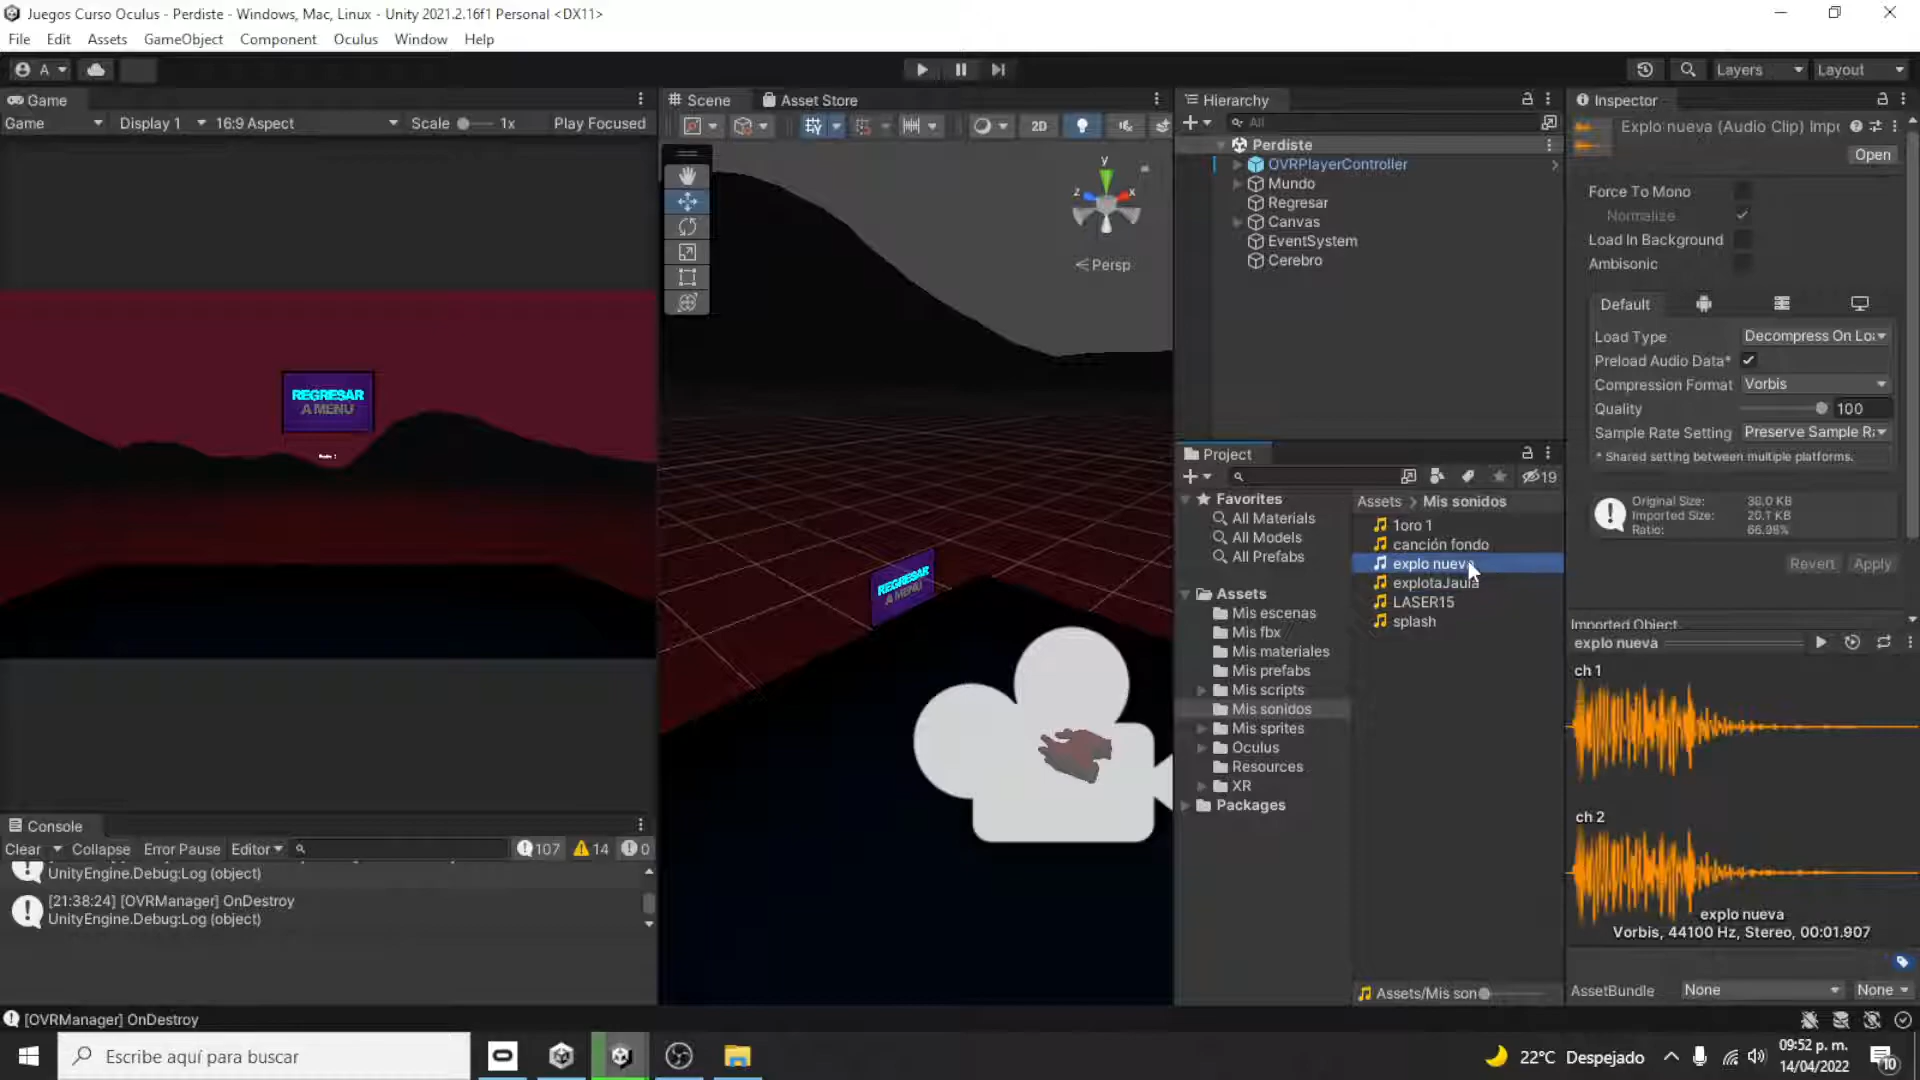 Juegos Curso Oculus - Perdiste - Windows, Mac, Linux - Unity 2021.2.16f1 Personal <DX11>
File Edit Assets GameObject Component Oculus Window Help
A Layers Layout
Game
Game Display 1 16:9 Aspect Scale 1x Play Focused
REGRESAR
A MENU
Scene Asset Store
2D
y
z x
Persp
REGRESAR
A MENU
Hierarchy
All
Perdiste
OVRPlayerController
Mundo
Regresar
Canvas
EventSystem
Cerebro
Project
19
Favorites
All Materials
All Models
All Prefabs
Assets
Mis escenas
Mis fbx
Mis materiales
Mis prefabs
Mis scripts
Mis sonidos
Mis sprites
Oculus
Resources
XR
Packages
Assets > Mis sonidos
1oro 1
canción fondo
explo nueva
explotaJaula
LASER15
splash
Assets/Mis son
Inspector
Explo nueva (Audio Clip) Impo
Open
Force To Mono
Normalize
Load In Background
Ambisonic
Default
Load Type Decompress On Loa
Preload Audio Data*
Compression Format Vorbis
Quality 100
Sample Rate Setting Preserve Sample Ra
* Shared setting between multiple platforms.
Original Size: 38.0 KB
Imported Size: 20.1 KB
Ratio: 66.98%
Revert Apply
Imported Object
explo nueva
ch 1
ch 2
explo nueva
Vorbis, 44100 Hz, Stereo, 00:01.907
AssetBundle None None
Console
Clear Collapse Error Pause Editor 107 14 0
UnityEngine.Debug:Log (object)
[21:38:24] [OVRManager] OnDestroy
UnityEngine.Debug:Log (object)
[OVRManager] OnDestroy
Escribe aquí para buscar
22°C Despejado
09:52 p. m.
14/04/2022
10